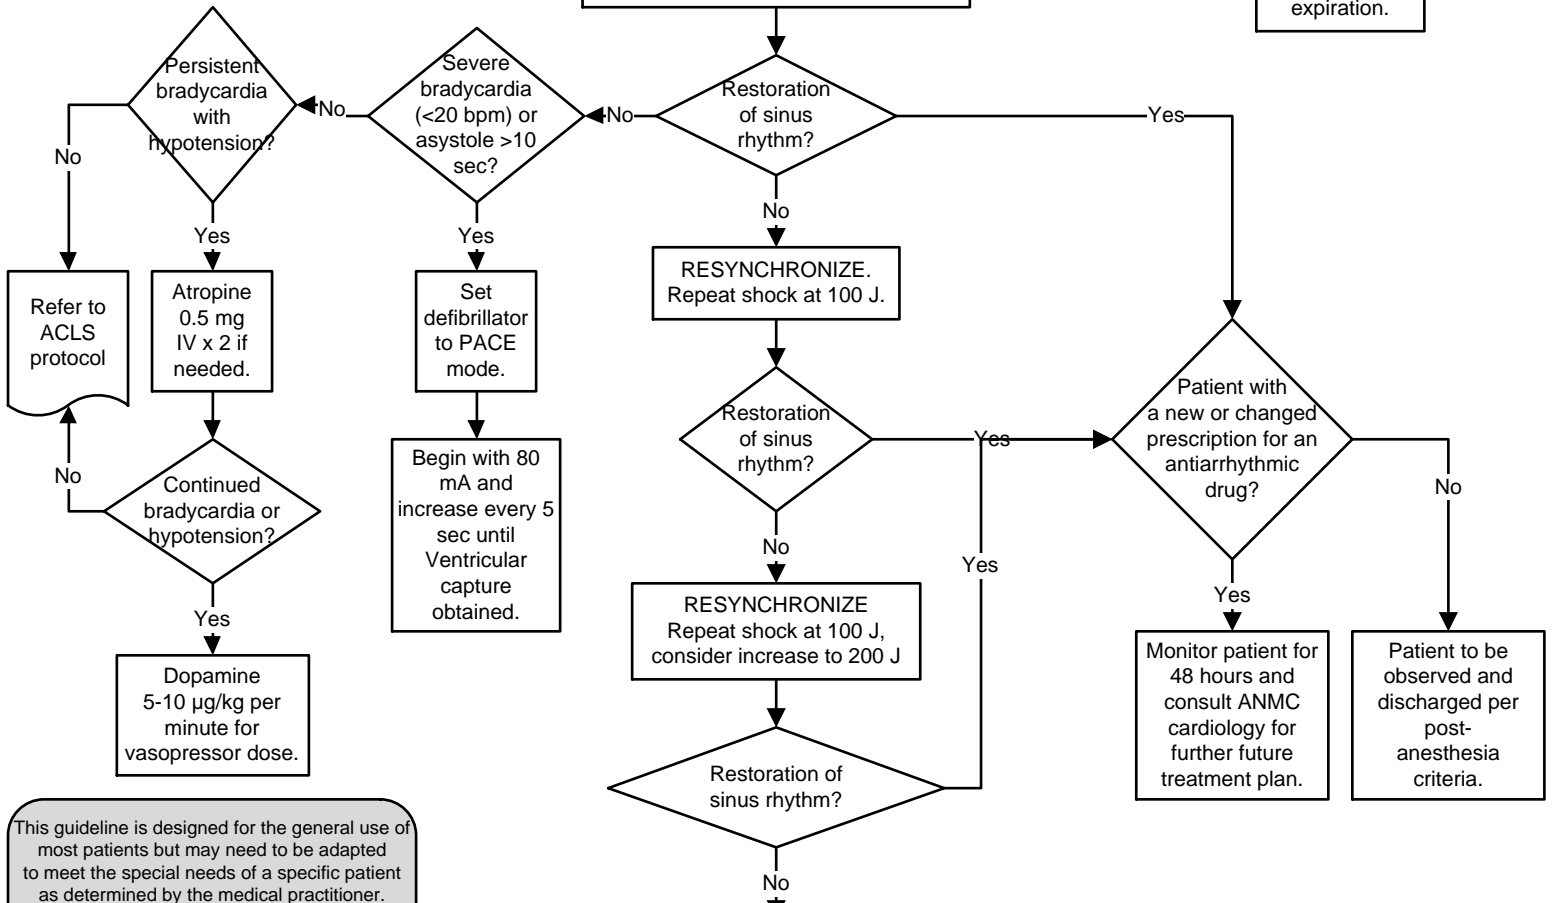 expiration.
Persistent
bradycardia
with
hypotension?
No
Severe
bradycardia
(<20 bpm) or
asystole >10
sec?
No
Restoration
of sinus
rhythm?
Yes
No
Yes
Yes
No
Refer to
ACLS
protocol
Atropine
0.5 mg
IV x 2 if
needed.
Set
defibrillator
to PACE
mode.
RESYNCHRONIZE.
Repeat shock at 100 J.
Restoration
of sinus
rhythm?
Yes
Patient with
a new or changed
prescription for an
antiarrhythmic
drug?
No
No
Continued
bradycardia or
hypotension?
Begin with 80
mA and
increase every 5
sec until
Ventricular
capture
obtained.
No
Yes
Yes
Yes
RESYNCHRONIZE
Repeat shock at 100 J,
consider increase to 200 J
Dopamine
5-10 µg/kg per
minute for
vasopressor dose.
Monitor patient for
48 hours and
consult ANMC
cardiology for
further future
treatment plan.
Patient to be
observed and
discharged per
post-
anesthesia
criteria.
Restoration of
sinus rhythm?
No
This guideline is designed for the general use of
most patients but may need to be adapted
to meet the special needs of a specific patient
as determined by the medical practitioner.